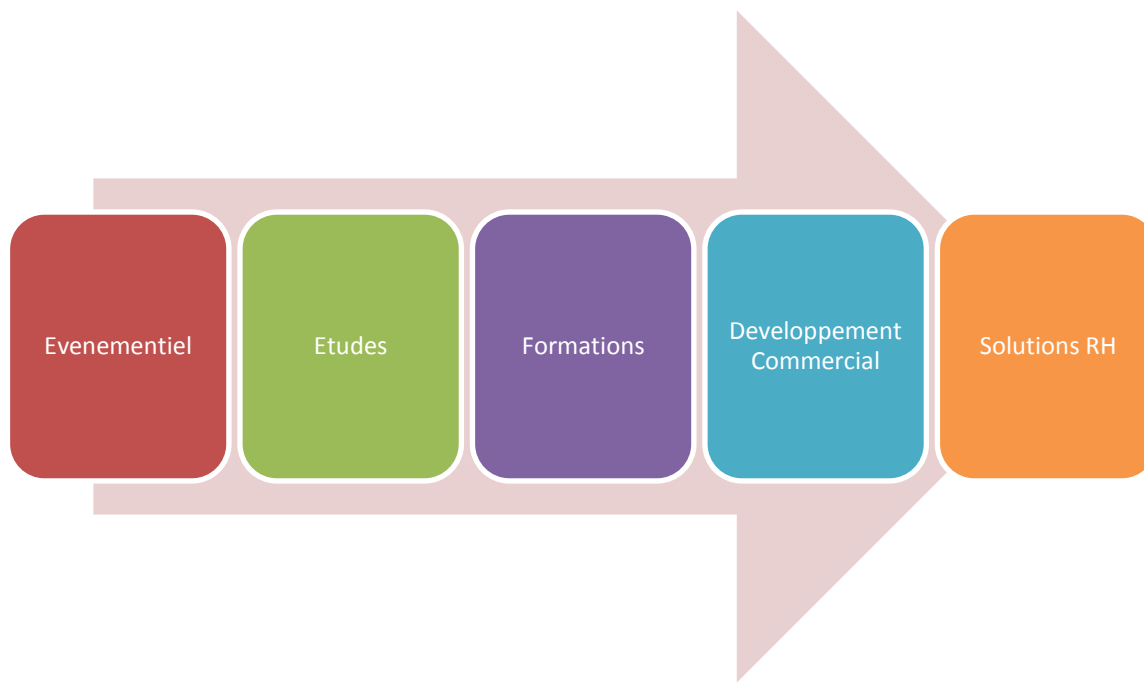 Evenementiel
Etudes
Formations
Developpement
Commercial
Solutions RH